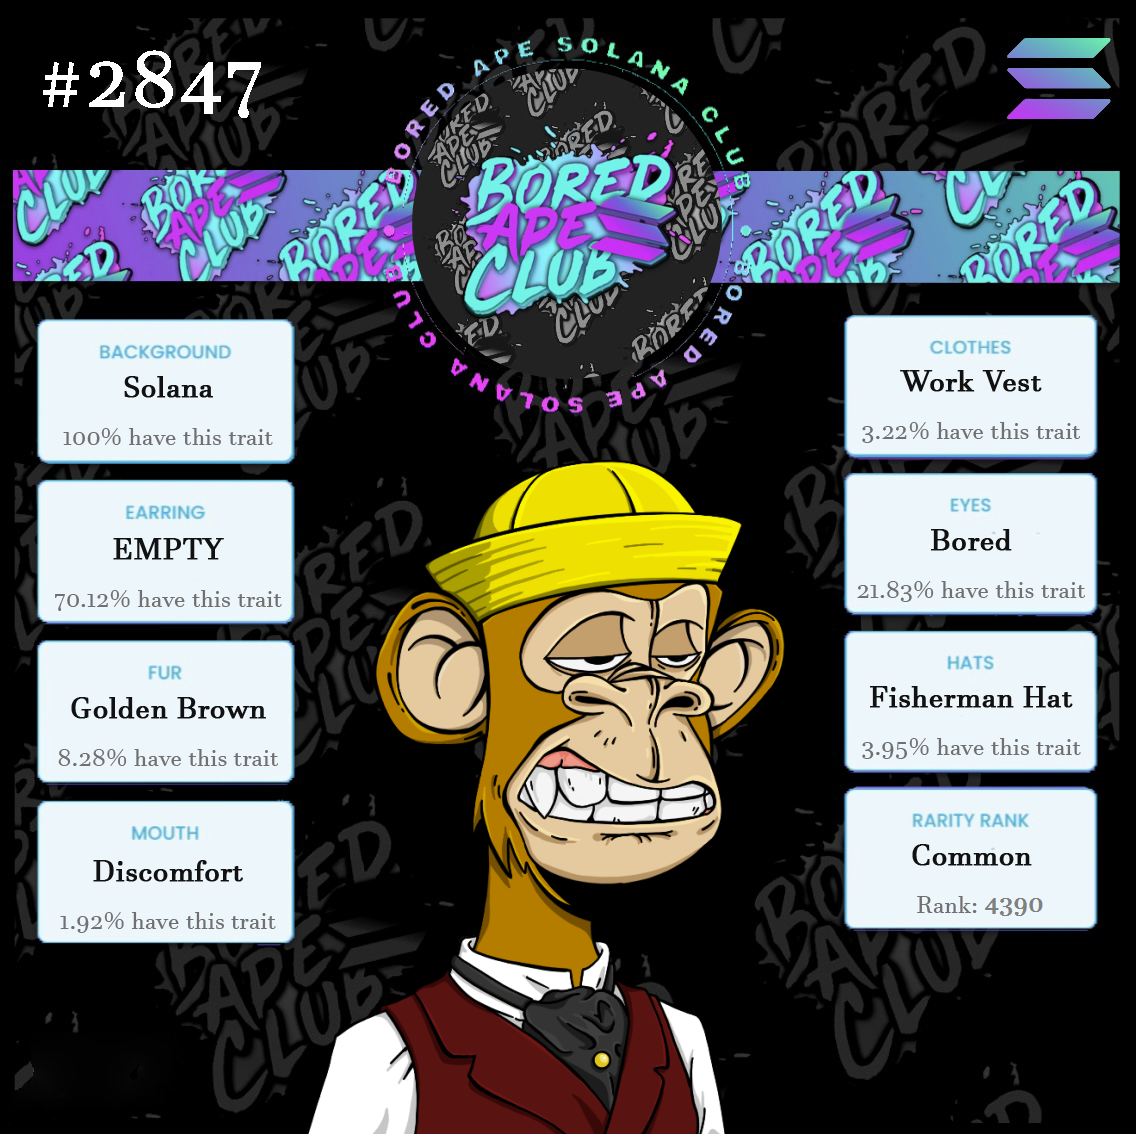 #2847
BORED APE SOLANA CLUB
BORED APE SOLANA CLUB
BORED
APE
CLUB
BACKGROUND
Solana
100% have this trait
EARRING
EMPTY
70.12% have this trait
FUR
Golden Brown
8.28% have this trait
MOUTH
Discomfort
1.92% have this trait
CLOTHES
Work Vest
3.22% have this trait
EYES
Bored
21.83% have this trait
HATS
Fisherman Hat
3.95% have this trait
RARITY RANK
Common
Rank: 4390